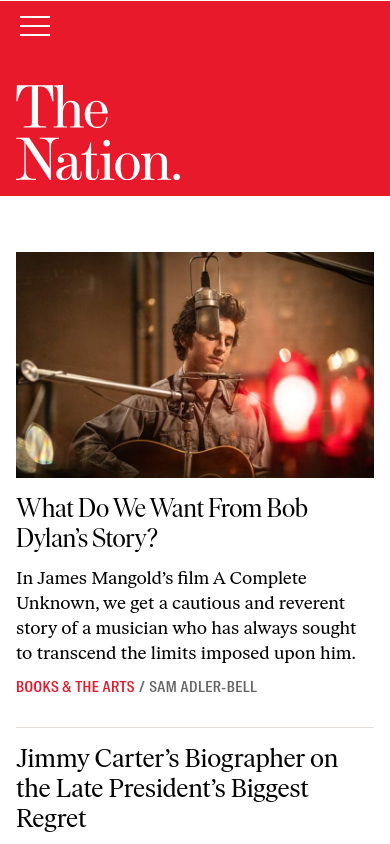 The
Nation.
What Do We Want From Bob
Dylan’s Story?
In James Mangold’s film A Complete
Unknown, we get a cautious and reverent
story of a musician who has always sought
to transcend the limits imposed upon him.
BOOKS & THE ARTS / SAM ADLER-BELL
Jimmy Carter’s Biographer on
the Late President’s Biggest
Regret